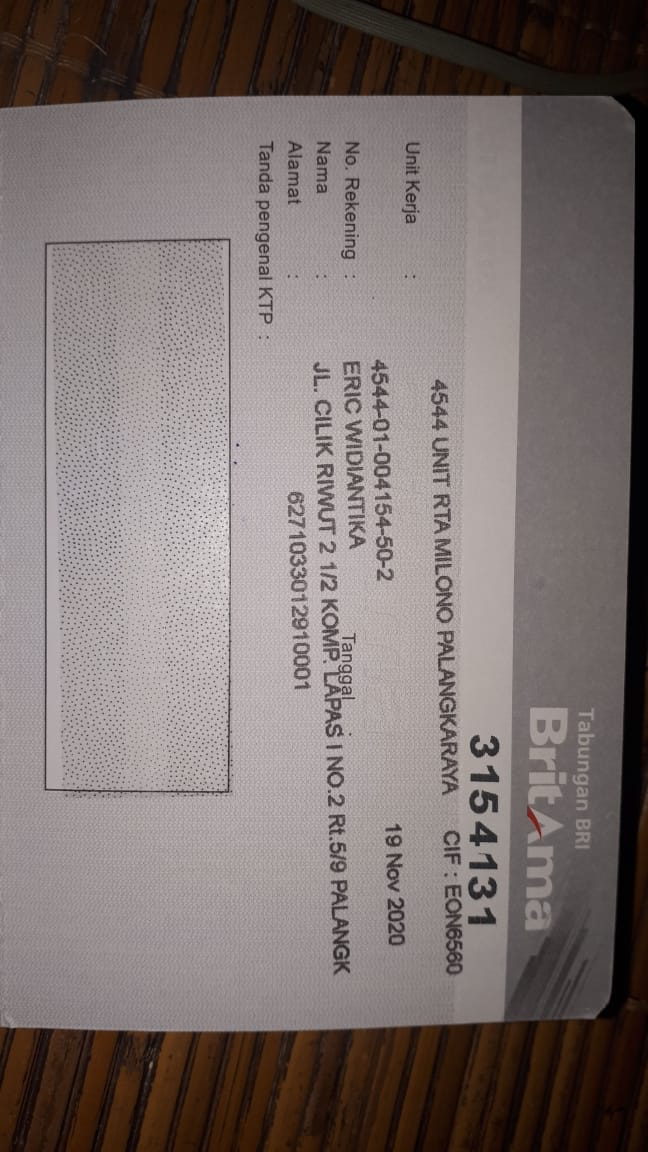 Tabungan BRI
BritAma
3154131
Unit Kerja : 4544 UNIT RTA MILONO PALANGKARAYA CIF : EON6560
No. Rekening : 4544-01-004154-50-2 Tanggal : 19 Nov 2020
Nama : ERIC WIDIANTIKA
Alamat : JL. CILIK RIWUT 2 1/2 KOMP. LAPAS I NO.2 Rt.5/9 PALANGK
Tanda pengenal KTP : 6271033012910001